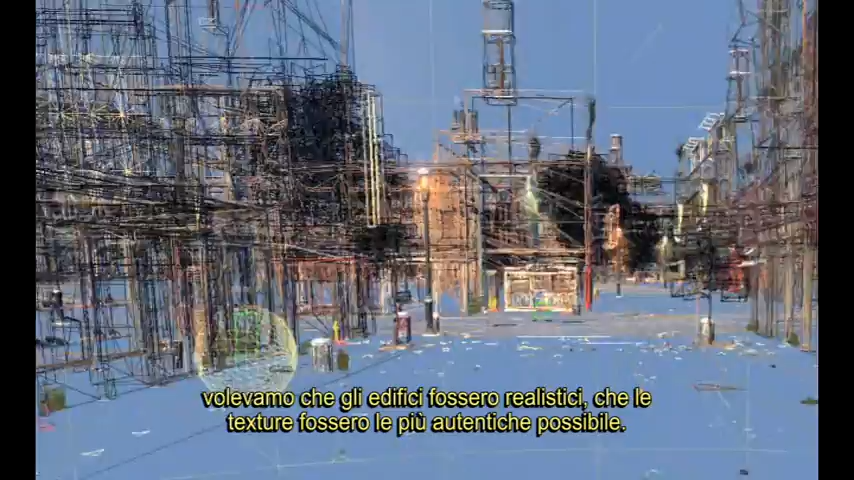 volevamo che gli edifici fossero realistici, che le
texture fossero le più autentiche possibile.